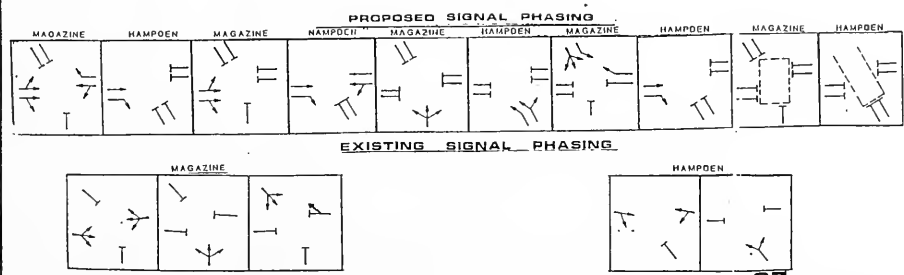 PROPOSED SIGNAL PHASING
MAGAZINE HAMPDEN MAGAZINE HAMPDEN MAGAZINE HAMPDEN MAGAZINE HAMPDEN MAGAZINE HAMPDEN
EXISTING SIGNAL PHASING
MAGAZINE HAMPDEN